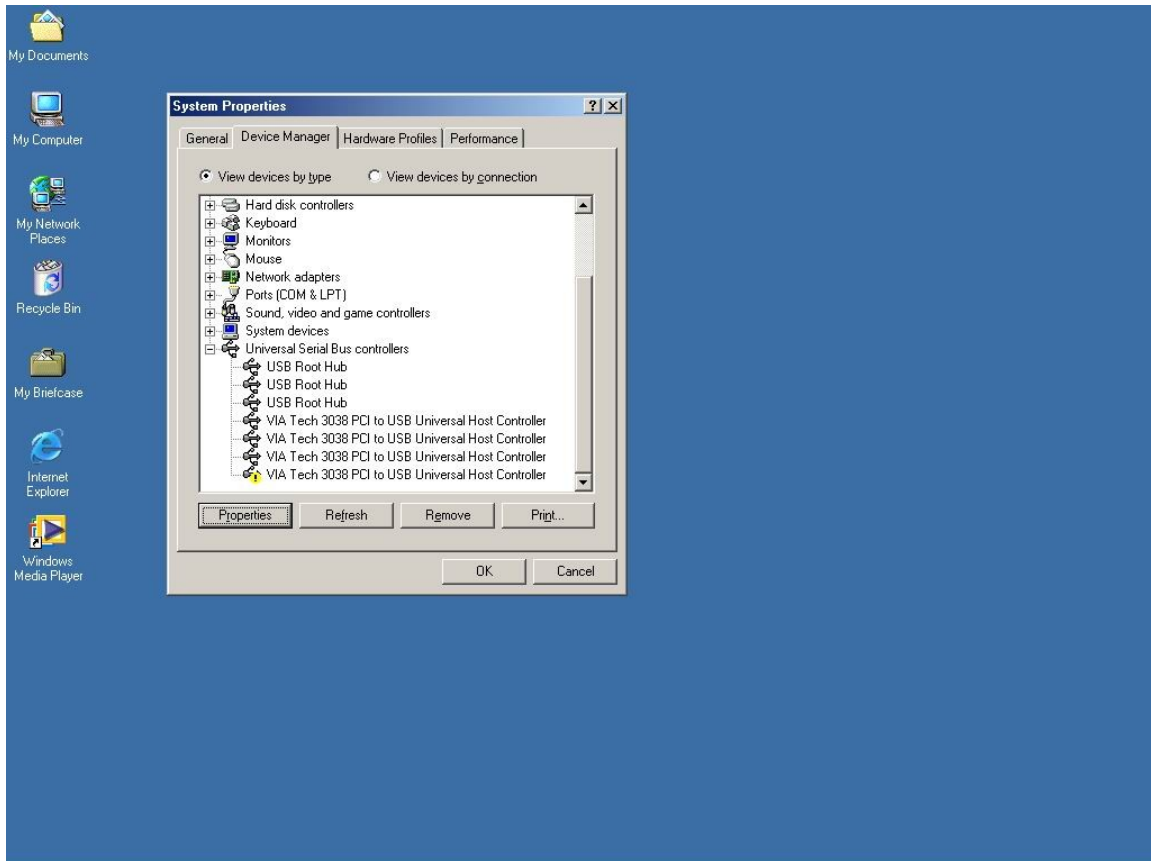 My Documents
My Computer
My Network
Places
Recycle Bin
My Briefcase
Internet
Explorer
Windows
Media Player
System Properties
General Device Manager Hardware Profiles Performance
View devices by type View devices by connection
Hard disk controllers
Keyboard
Monitors
Mouse
Network adapters
Ports (COM & LPT)
Sound, video and game controllers
System devices
Universal Serial Bus controllers
USB Root Hub
USB Root Hub
USB Root Hub
VIA Tech 3038 PCI to USB Universal Host Controller
VIA Tech 3038 PCI to USB Universal Host Controller
VIA Tech 3038 PCI to USB Universal Host Controller
VIA Tech 3038 PCI to USB Universal Host Controller
Properties Refresh Remove Print...
OK Cancel